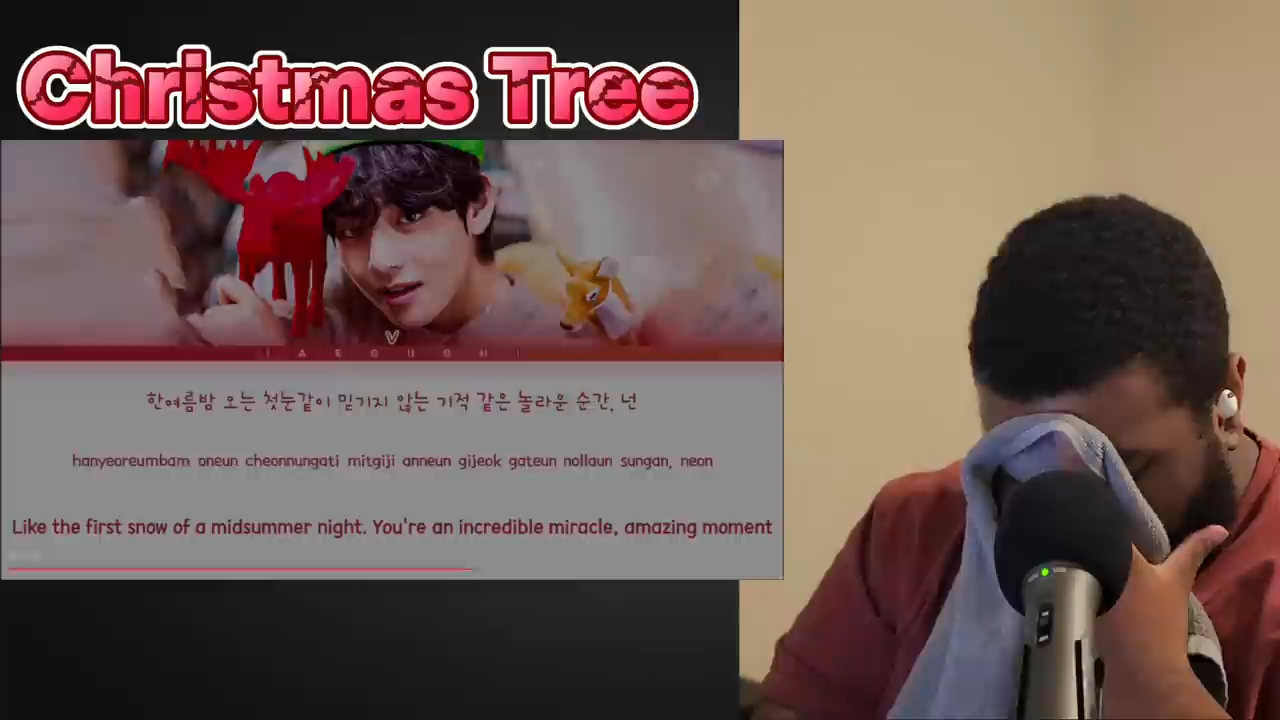 Christmas Tree
V
TAEHYUNG
한여름밤 오는 첫눈같이 믿기지 않는 기적 같은 놀라운 순간, 넌
hanyeoreumbam oneun cheonnungati mitgiji anneun gijeok gateun nollaun sungan, neon
Like the first snow of a midsummer night. You're an incredible miracle, amazing moment